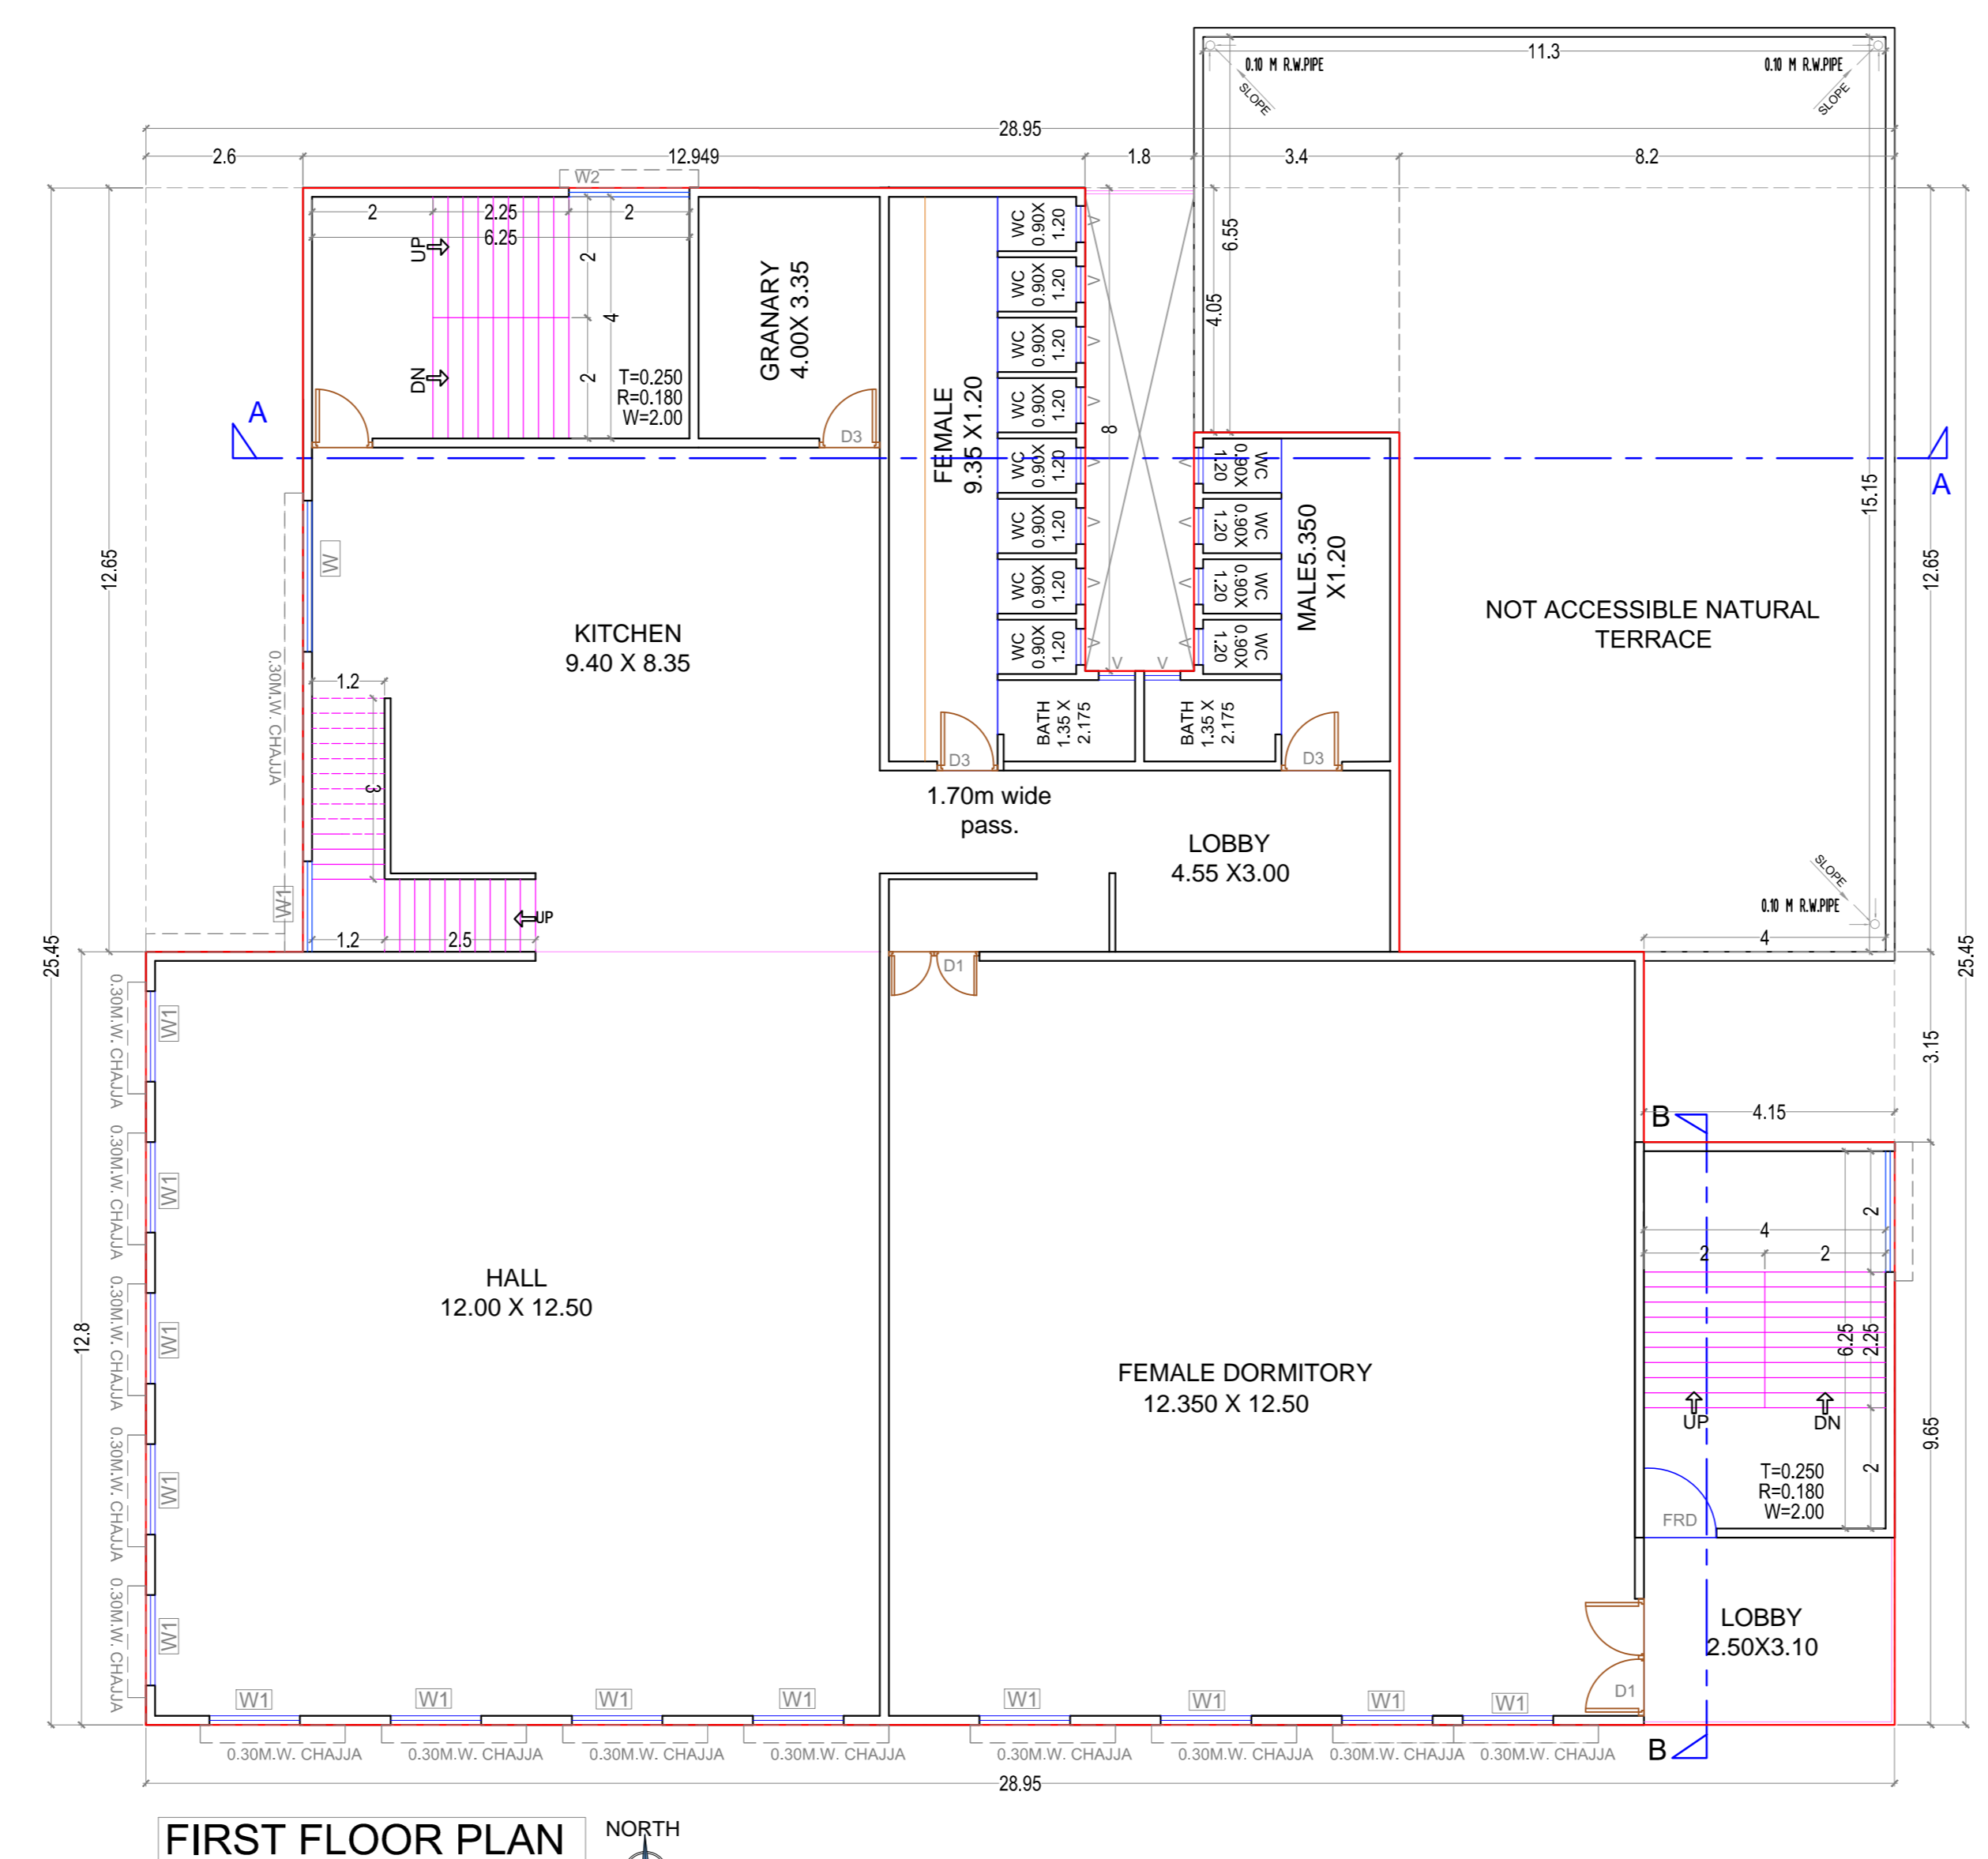 11.3
0.10 M R.W.PIPE
0.10 M R.W.PIPE
SLOPE
SLOPE
28.95
2.6
12.949
1.8
3.4
8.2
W2
2
2.25
2
6.25
UP
DN
2
2
4
T=0.250
R=0.180
W=2.00
GRANARY
4.00X 3.35
D3
FEMALE
9.35 X1.20
WC
0.90X
1.20
WC
0.90X
1.20
WC
0.90X
1.20
WC
0.90X
1.20
WC
0.90X
1.20
WC
0.90X
1.20
WC
0.90X
1.20
WC
0.90X
1.20
V
V
V
V
V
V
V
V
8
6.55
4.05
A
A
15.15
12.65
12.65
WC
0.90X
1.20
WC
0.90X
1.20
WC
0.90X
1.20
WC
0.90X
1.20
V
V
V
V
MALE5.350
X1.20
V
V
BATH
1.35 X
2.175
BATH
1.35 X
2.175
D3
D3
NOT ACCESSIBLE NATURAL
TERRACE
W
KITCHEN
9.40 X 8.35
0.30M.W. CHAJJA
1.2
3
W1
1.2
2.5
UP
1.70m wide
pass.
LOBBY
4.55 X3.00
SLOPE
0.10 M R.W.PIPE
4
25.45
25.45
D1
3.15
4.15
B
0.30M.W. CHAJJA
0.30M.W. CHAJJA
0.30M.W. CHAJJA
0.30M.W. CHAJJA
0.30M.W. CHAJJA
W1
W1
W1
W1
W1
12.8
HALL
12.00 X 12.50
FEMALE DORMITORY
12.350 X 12.50
2
4
2
2
6.25
2.25
UP
DN
2
9.65
T=0.250
R=0.180
W=2.00
FRD
LOBBY
2.50X3.10
D1
W1
W1
W1
W1
W1
W1
W1
W1
0.30M.W. CHAJJA
0.30M.W. CHAJJA
0.30M.W. CHAJJA
0.30M.W. CHAJJA
0.30M.W. CHAJJA
0.30M.W. CHAJJA
0.30M.W. CHAJJA
0.30M.W. CHAJJA
B
28.95
FIRST FLOOR PLAN
NORTH